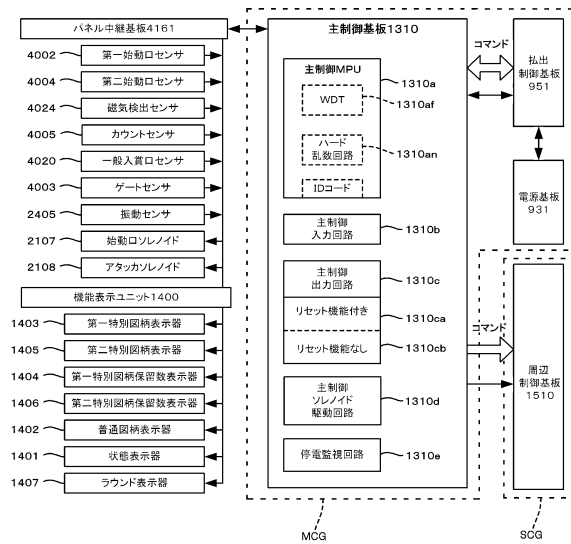 パネル中継基板4161
4002
第一始動口センサ
4004
第二始動口センサ
4024
磁気検出センサ
4005
カウントセンサ
4020
一般入賞口センサ
4003
ゲートセンサ
2405
振動センサ
2107
始動口ソレノイド
2108
アタッカソレノイド
機能表示ユニット1400
1403
第一特別図柄表示器
1405
第二特別図柄表示器
1404
第一特別図柄保留数表示器
1406
第二特別図柄保留数表示器
1402
普通図柄表示器
1401
状態表示器
1407
ラウンド表示器
主制御基板1310
主制御MPU
1310a
WDT
1310af
ハード
乱数回路
1310an
IDコード
主制御
入力回路
1310b
主制御
出力回路
1310c
リセット機能付き
1310ca
リセット機能なし
1310cb
主制御
ソレノイド
駆動回路
1310d
停電監視回路
1310e
コマンド
払出
制御基板
951
電源基板
931
コマンド
周辺
制御基板
1510
MCG
SCG